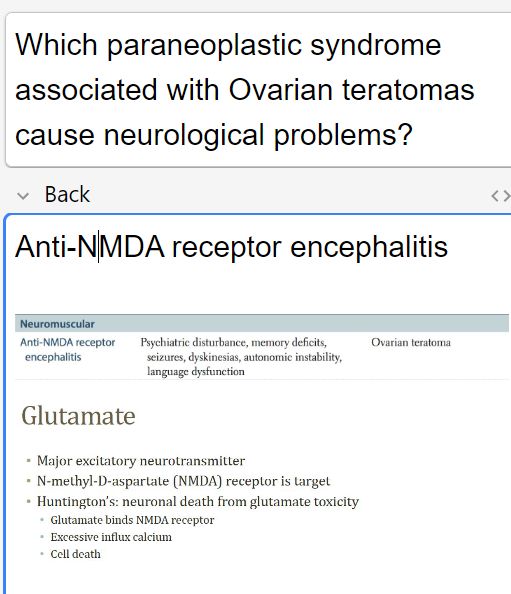 Which paraneoplastic syndrome
associated with Ovarian teratomas
cause neurological problems?
Back
Anti-NMDA receptor encephalitis
Neuromuscular
Anti-NMDA receptor Psychiatric disturbance, memory deficits, Ovarian teratoma
encephalitis seizures, dyskinesias, autonomic instability,
language dysfunction
Glutamate
• Major excitatory neurotransmitter
• N-methyl-D-aspartate (NMDA) receptor is target
• Huntington's: neuronal death from glutamate toxicity
• Glutamate binds NMDA receptor
• Excessive influx calcium
• Cell death